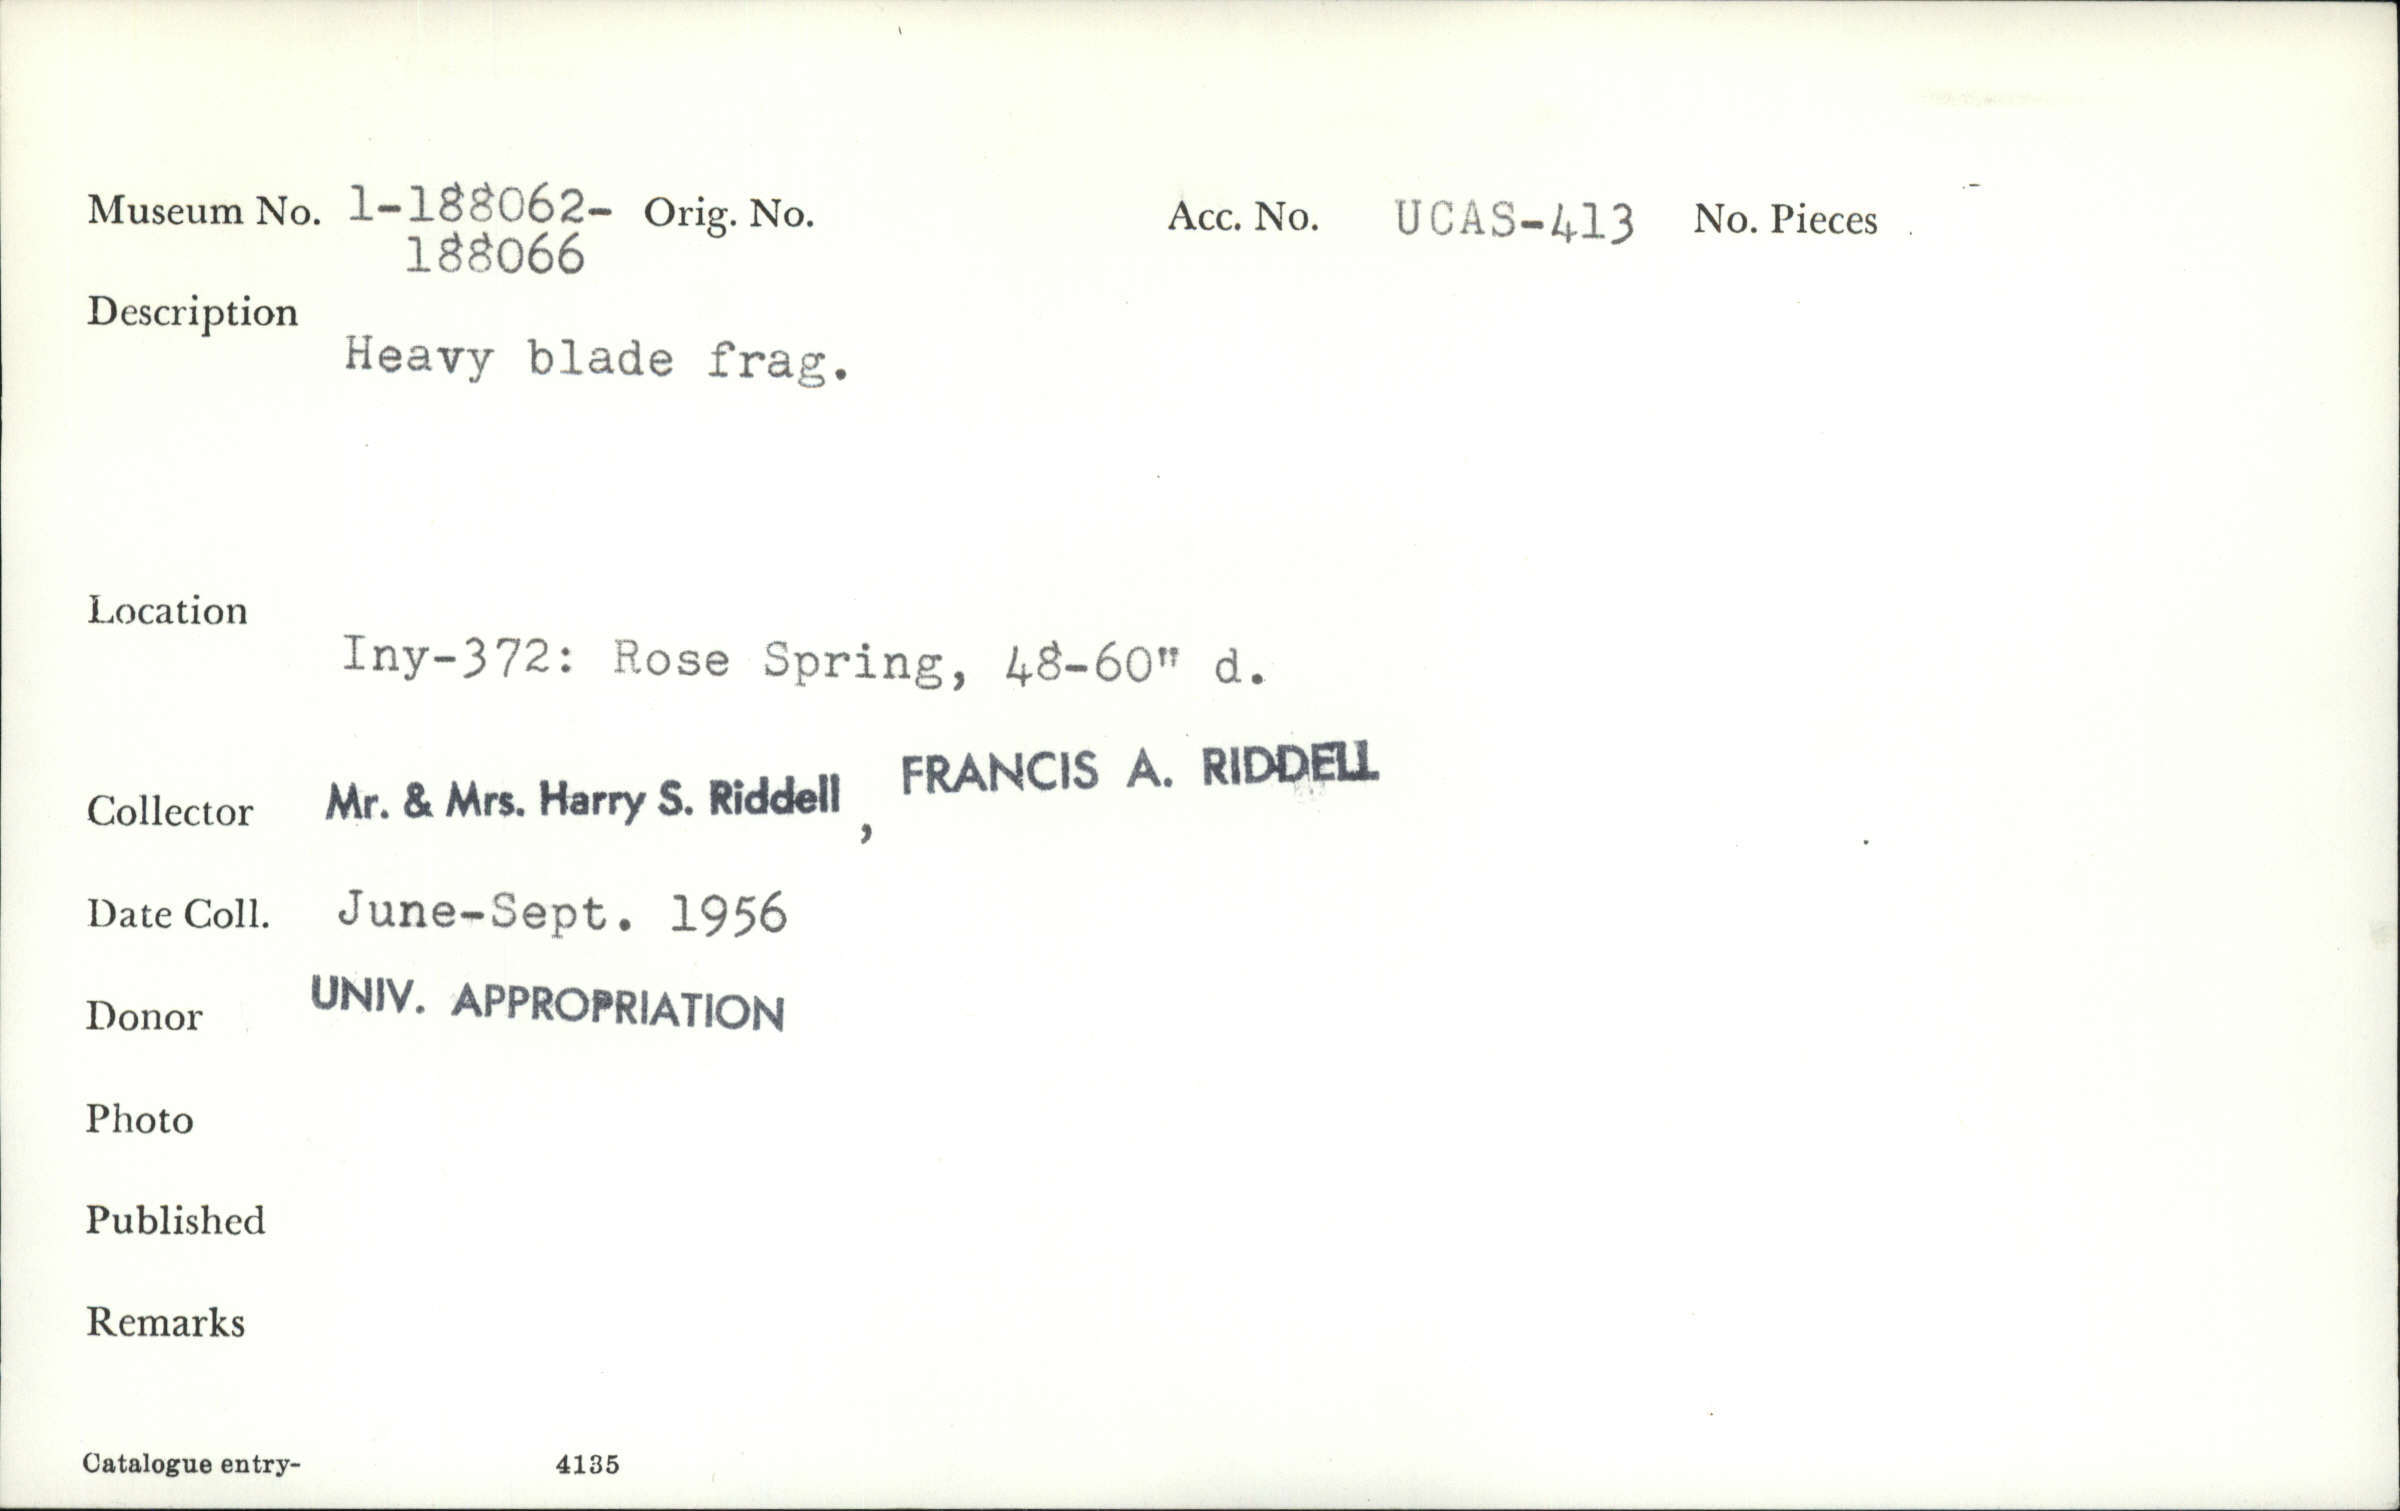 Museum No. 1-188062- Orig. No. Acc. No. UCAS-413 No. Pieces
188066
Description
Heavy blade frag.
Location
Iny-372: Rose Spring, 48-60" d.
Collector Mr. & Mrs. Harry S. Riddell , FRANCIS A. RIDDELL
Date Coll. June-Sept. 1956
Donor UNIV. APPROPRIATION
Photo
Published
Remarks
Catalogue entry- 4135